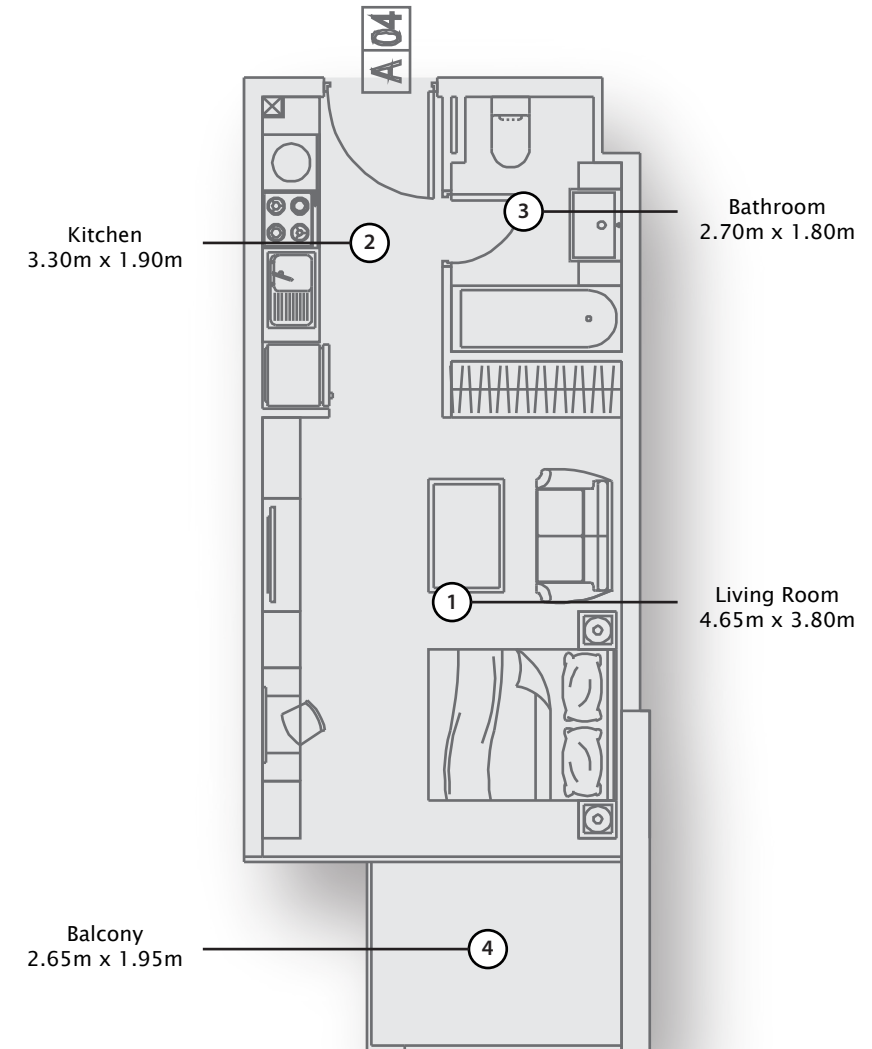 A 04
Kitchen
3.30m x 1.90m
2
3
Bathroom
2.70m x 1.80m
1
Living Room
4.65m x 3.80m
Balcony
2.65m x 1.95m
4